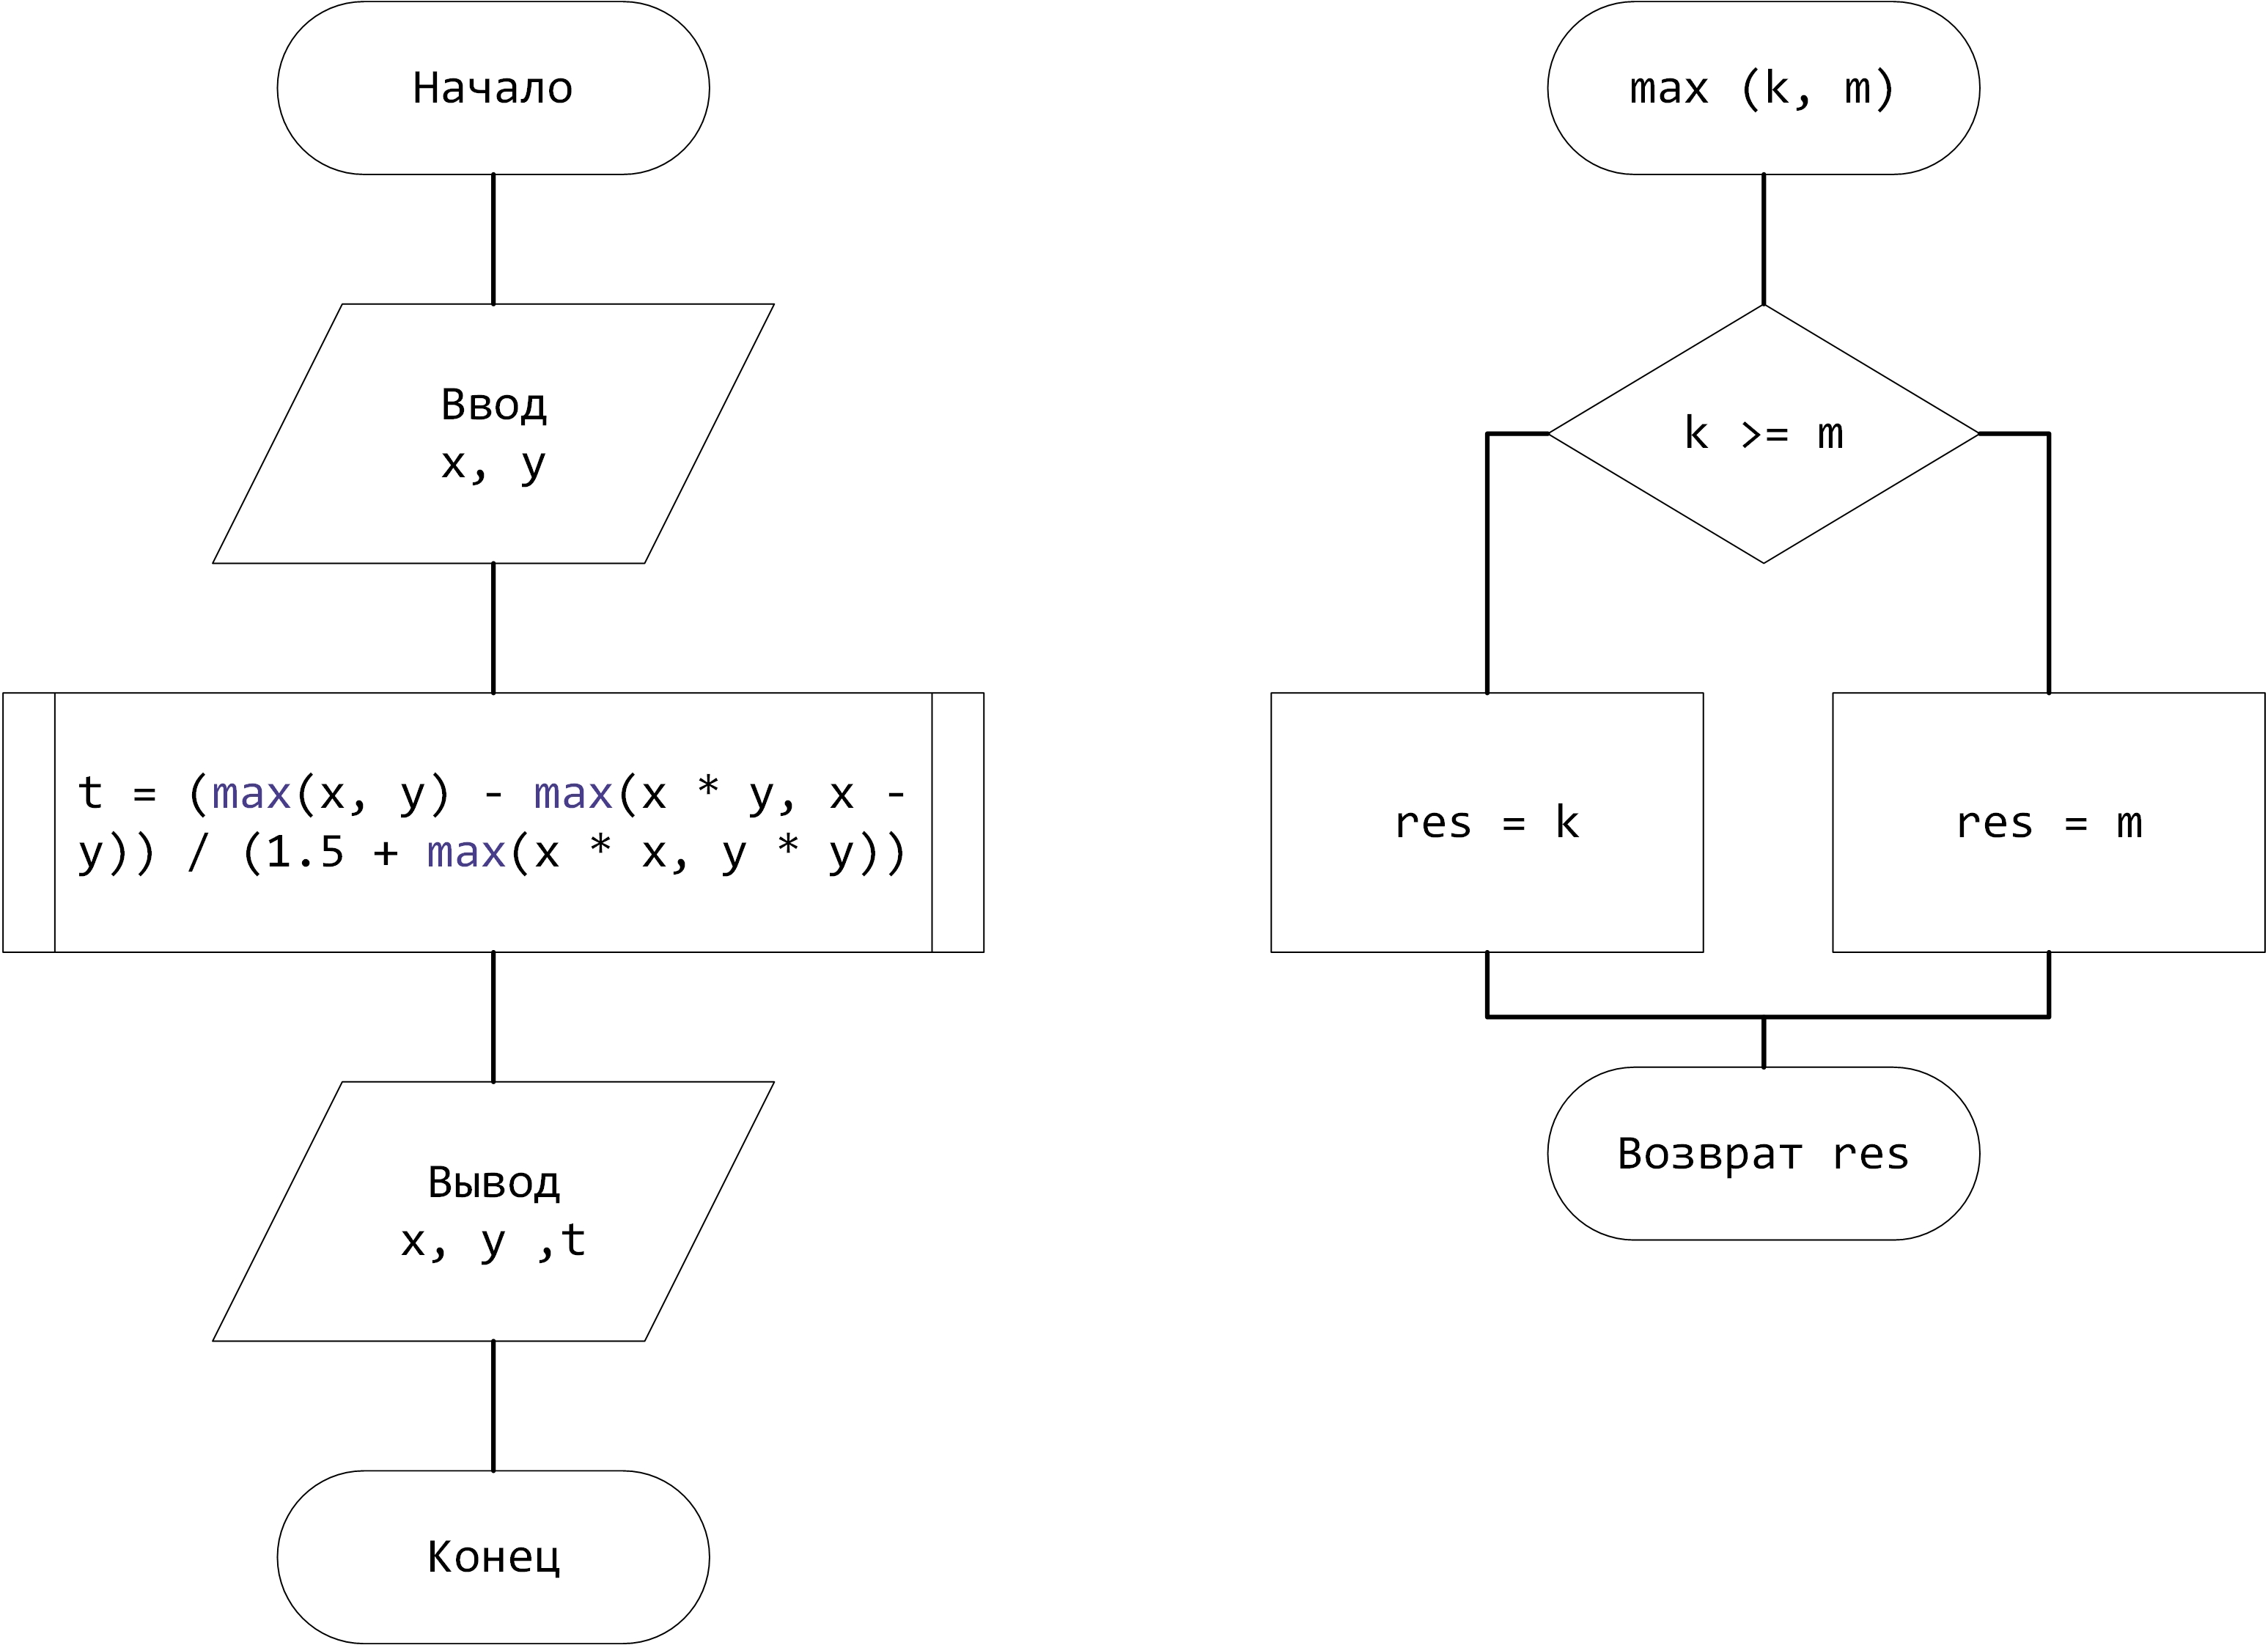 Начало
Ввод
x, y
t = (max(x, y) - max(x * y, x -
y)) / (1.5 + max(x * x, y * y))
Вывод
x, y ,t
Конец
max (k, m)
k >= m
res = k
res = m
Возврат res